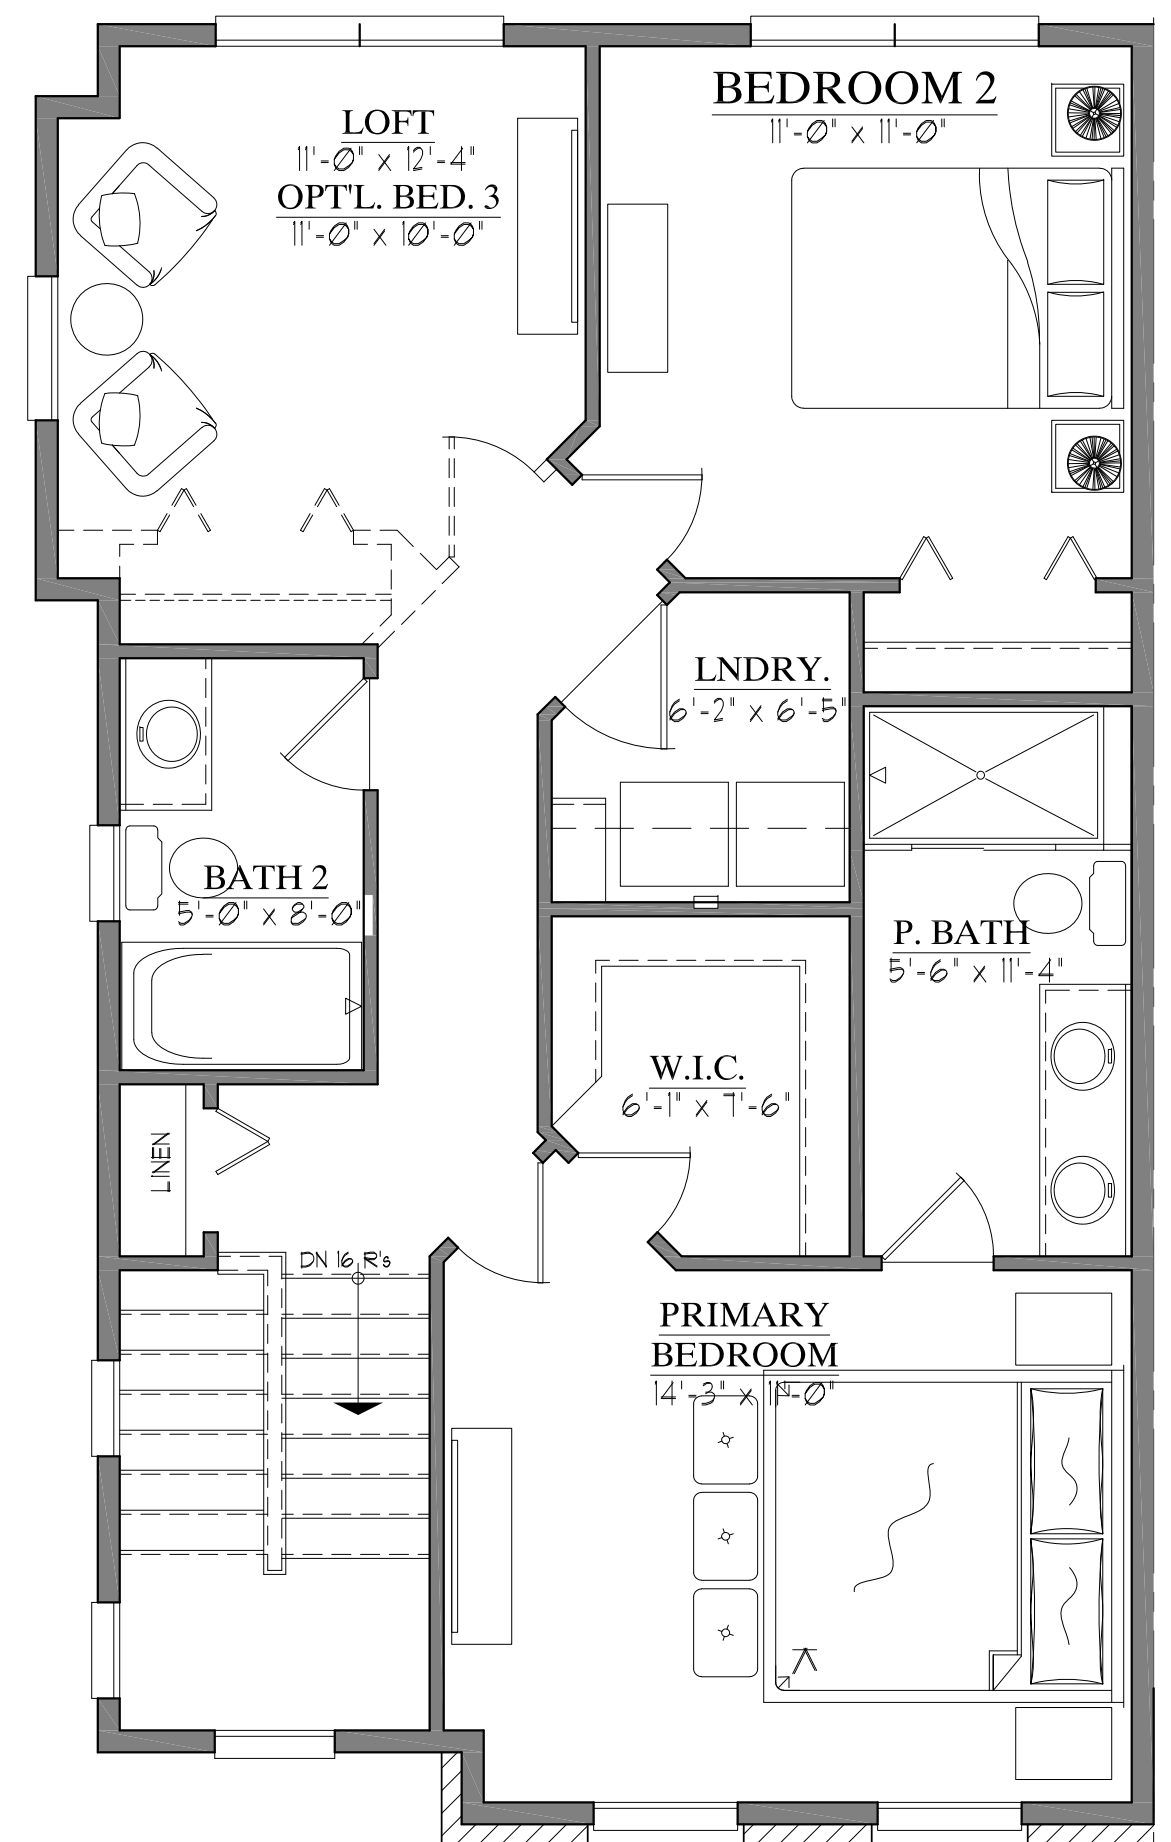 LOFT
11'-0" x 12'-4"
OPT'L. BED. 3
11'-0" x 10'-0"
BEDROOM 2
11'-0" x 11'-0"
LNDRY.
6'-2" x 6'-5"
BATH 2
5'-0" x 8'-0"
P. BATH
5'-6" x 11'-4"
W.I.C.
6'-1" x 7'-6"
LINEN
DN 16 R's
PRIMARY
BEDROOM
14'-3" x 11'-0"